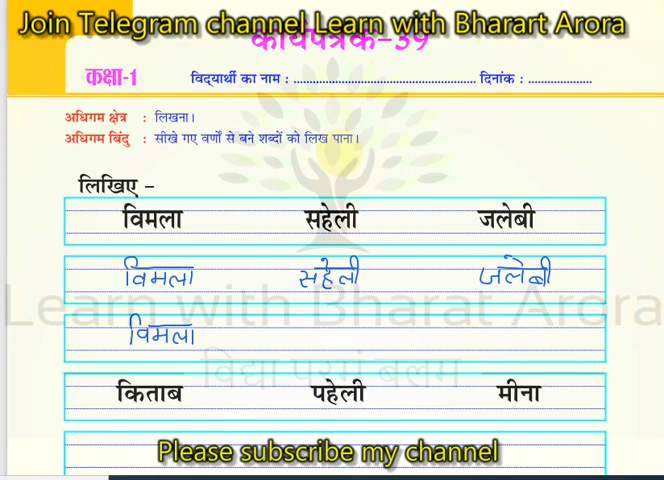 Join Telegram channel Learn with Bharart Arora
कार्यपत्रक-39
कक्षा-1 विद्यार्थी का नाम : ................................................ दिनांक : .................
अधिगम क्षेत्र : लिखना।
अधिगम बिंदु : सीखे गए वर्णों से बने शब्दों को लिख पाना।
लिखिए –
विमला सहेली जलेबी
विमला सहेली जलेबी
Learn with Bharat Arora
विमला
विद्या परमं बलम
किताब पहेली मीना
Please subscribe my channel